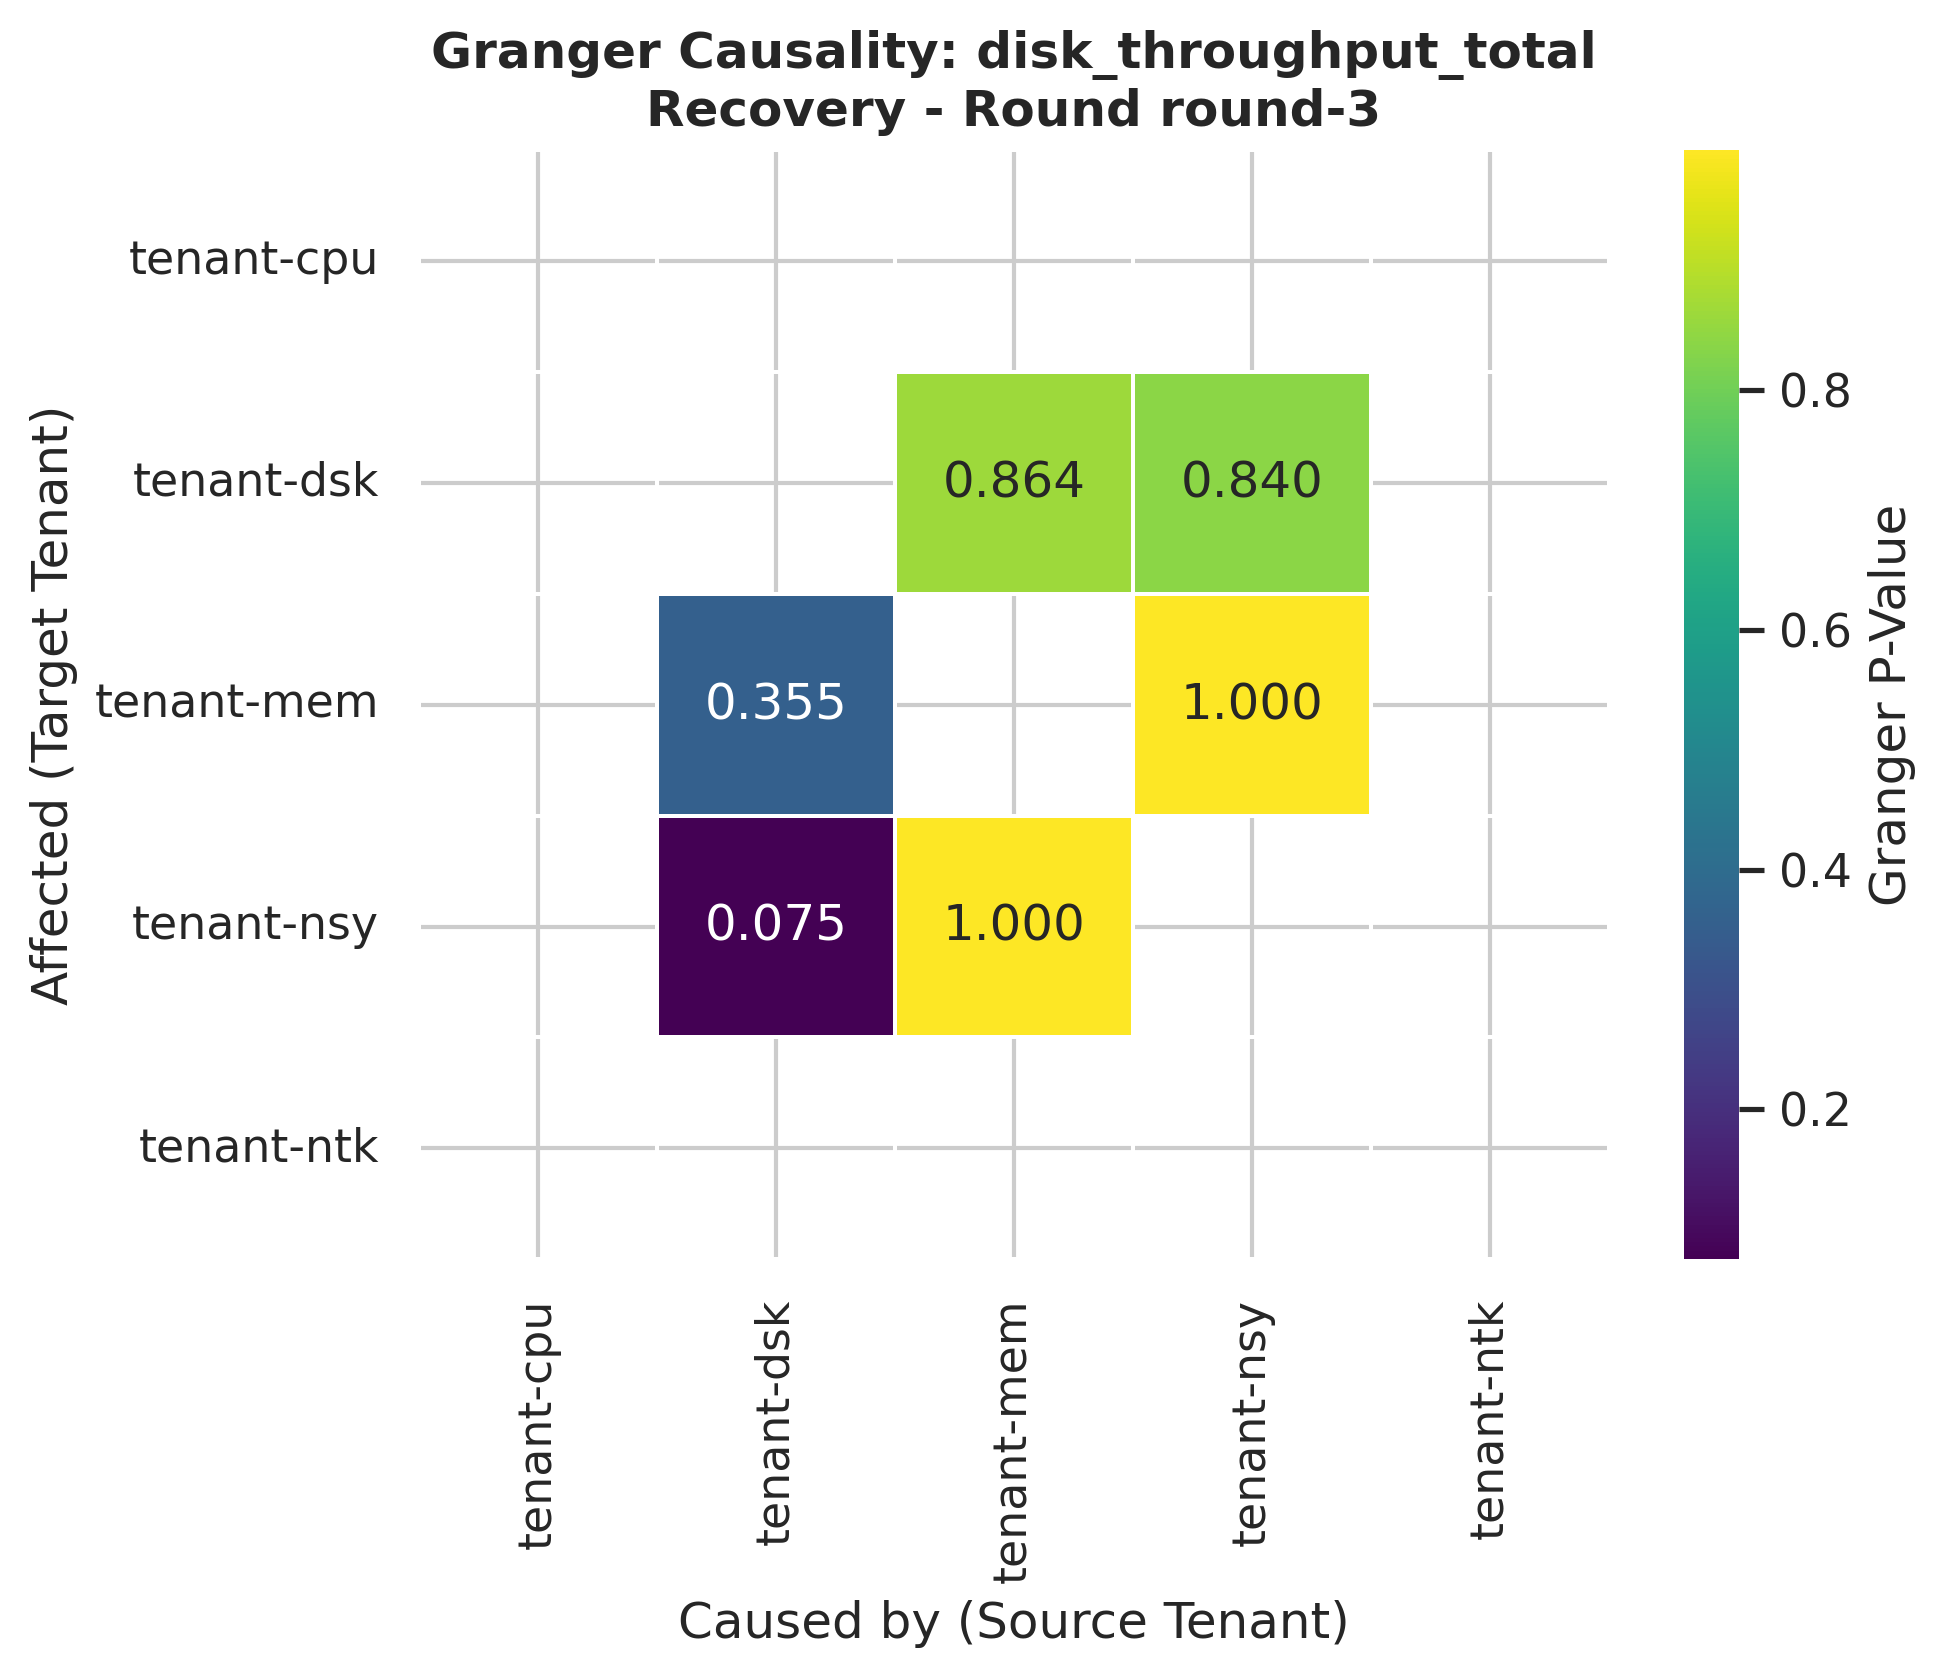 Granger Causality: disk_throughput_total
Recovery - Round round-3
Affected (Target Tenant)
tenant-cpu
tenant-dsk
tenant-mem
tenant-nsy
tenant-ntk
0.864 0.840
0.355 1.000
0.075 1.000
tenant-cpu
tenant-dsk
tenant-mem
tenant-nsy
tenant-ntk
Caused by (Source Tenant)
0.8
0.6
0.4
0.2
Granger P-Value